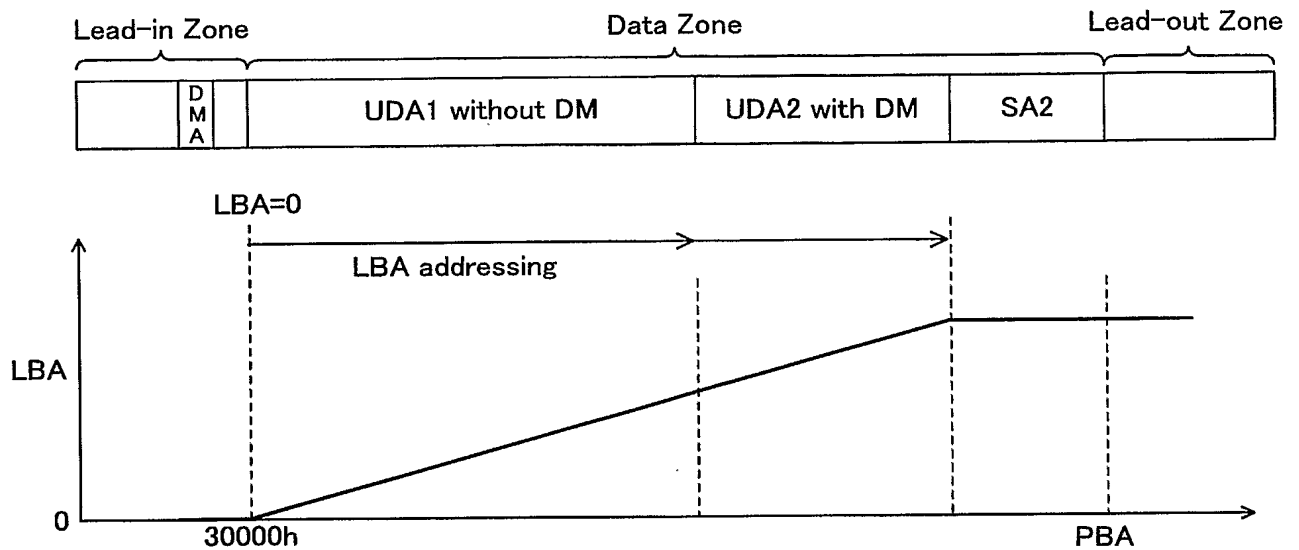 Lead-in Zone
Data Zone
Lead-out Zone
DMA
UDA1 without DM
UDA2 with DM
SA2
LBA=0
LBA addressing
LBA
0
30000h
PBA